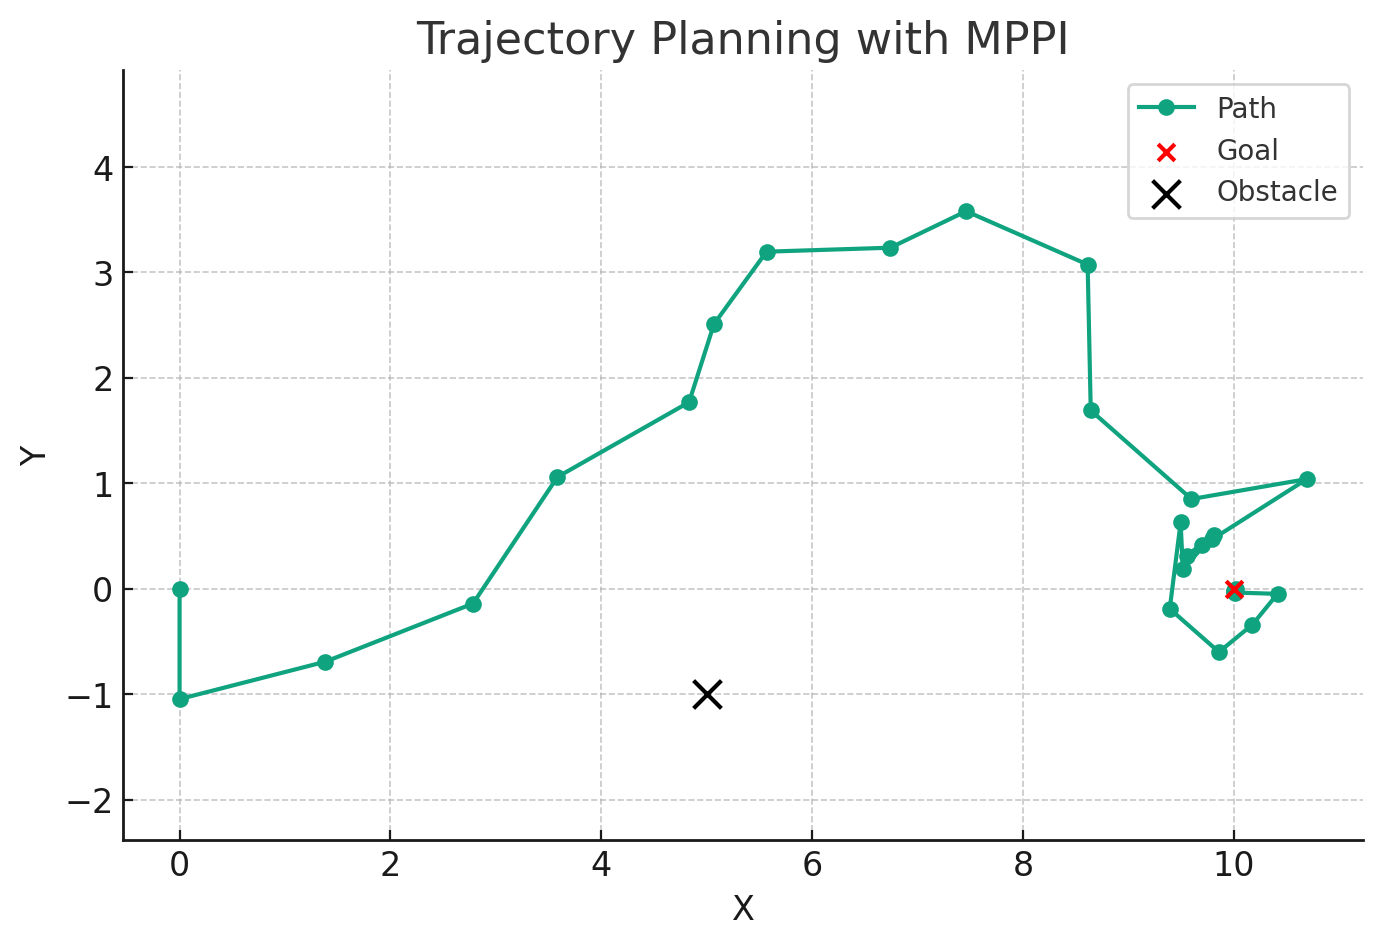 Trajectory Planning with MPPI
Path
Goal
Obstacle
4
3
2
1
0
−1
−2
Y
0 2 4 6 8 10
X